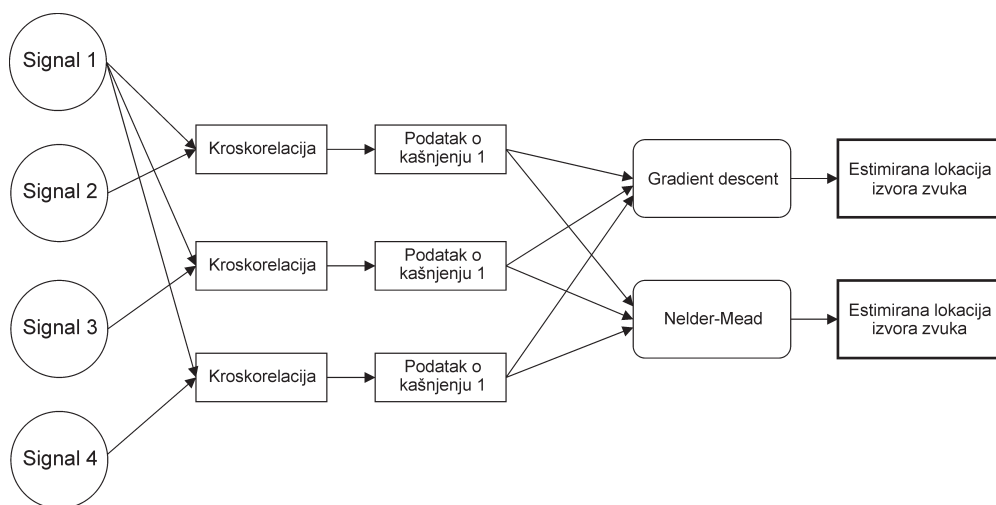 Signal 1
Signal 2
Signal 3
Signal 4
Kroskorelacija
Kroskorelacija
Kroskorelacija
Podatak o
kašnjenju 1
Podatak o
kašnjenju 1
Podatak o
kašnjenju 1
Gradient descent
Nelder-Mead
Estimirana lokacija
izvora zvuka
Estimirana lokacija
izvora zvuka